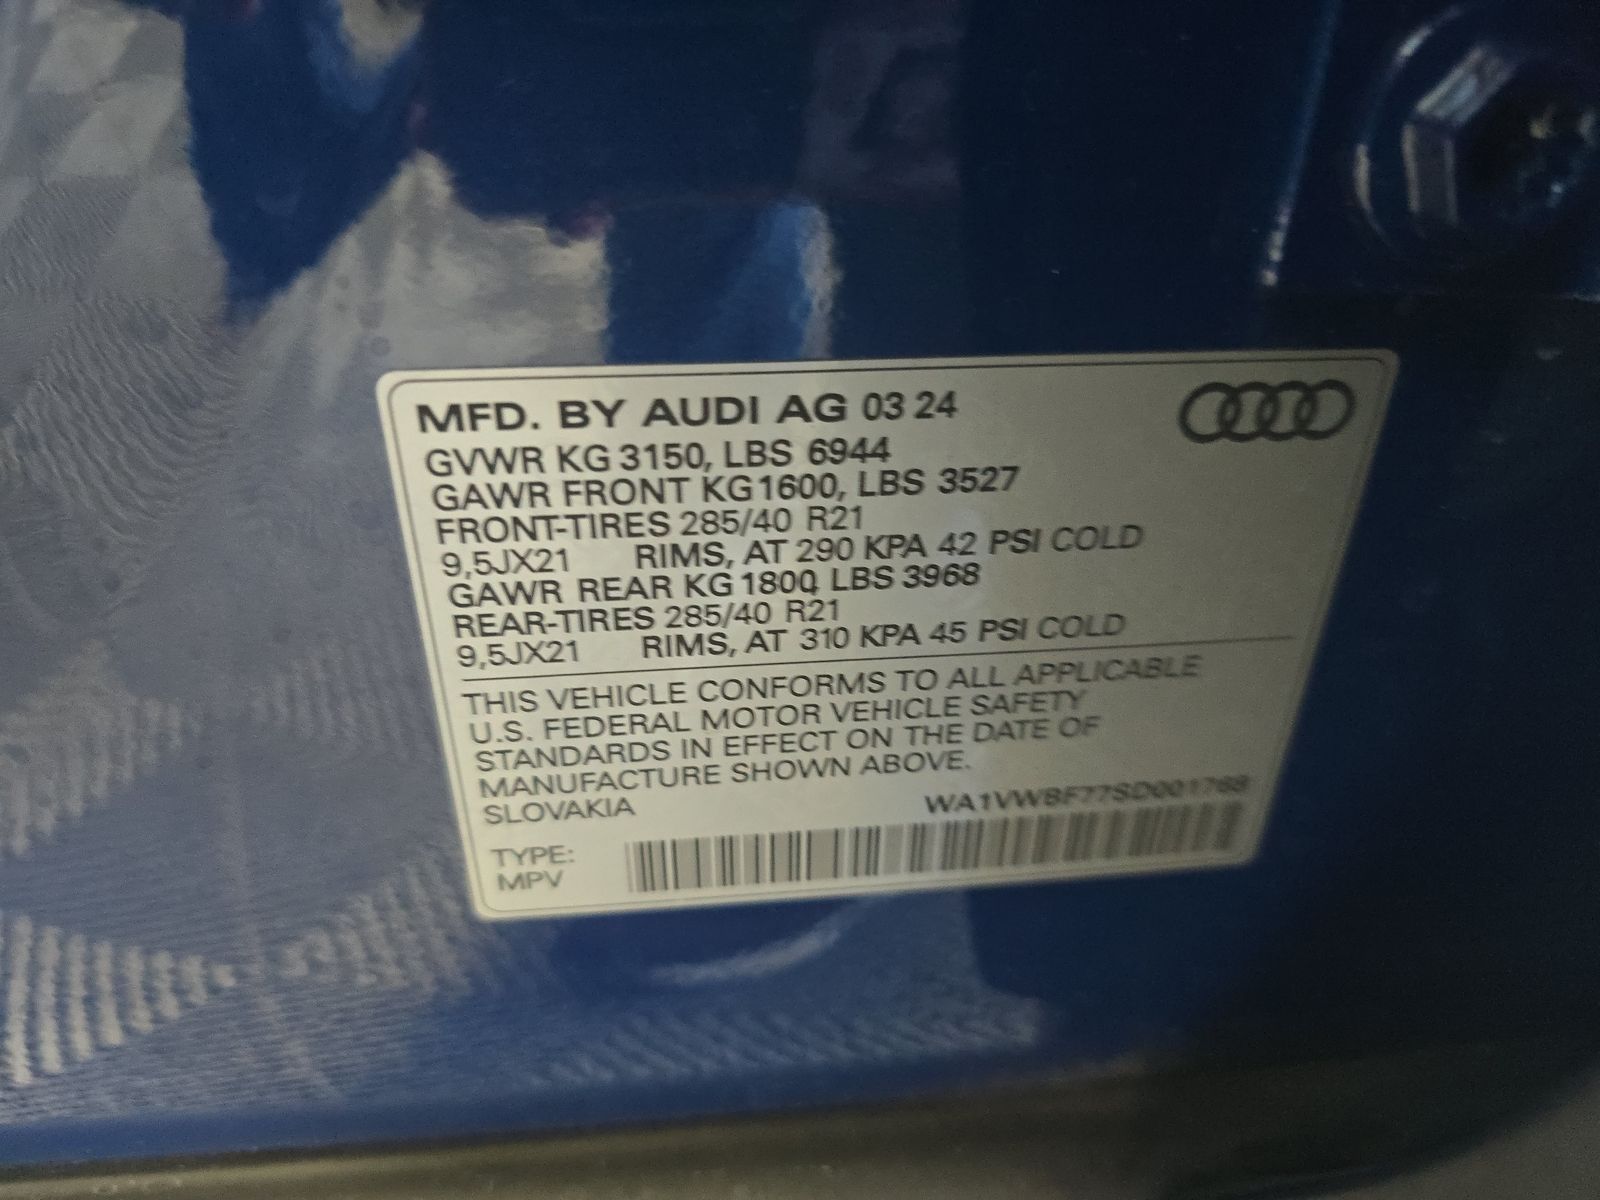 MFD. BY AUDI AG 03 24
GVWR KG 3150, LBS 6944
GAWR FRONT KG 1600, LBS 3527
FRONT-TIRES 285/40 R21
9,5JX21 RIMS, AT 290 KPA 42 PSI COLD
GAWR REAR KG 1800, LBS 3968
REAR-TIRES 285/40 R21
9,5JX21 RIMS, AT 310 KPA 45 PSI COLD
THIS VEHICLE CONFORMS TO ALL APPLICABLE
U.S. FEDERAL MOTOR VEHICLE SAFETY
STANDARDS IN EFFECT ON THE DATE OF
MANUFACTURE SHOWN ABOVE.
SLOVAKIA
TYPE:
MPV